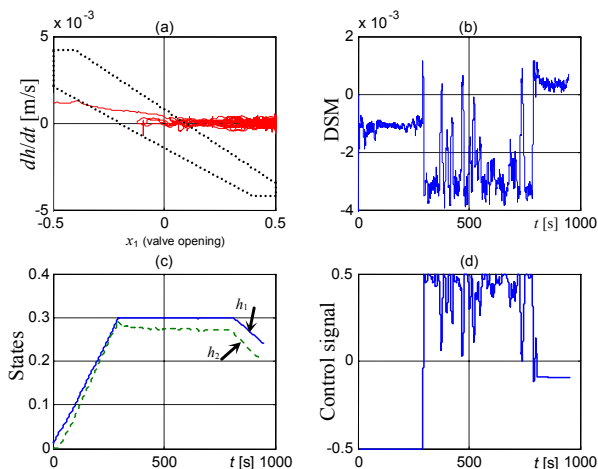 (a)
x 10⁻³
5
0
-5
-0.5
0
0.5
dh/dt [m/s]
x₁ (valve opening)
(b)
x 10⁻³
2
0
-2
-4
0
500
1000
DSM
t [s]
(c)
0.4
0.3
0.2
0.1
0
0
500
1000
States
h₁
h₂
t [s]
(d)
0.5
0
-0.5
0
500
1000
Control signal
t [s]